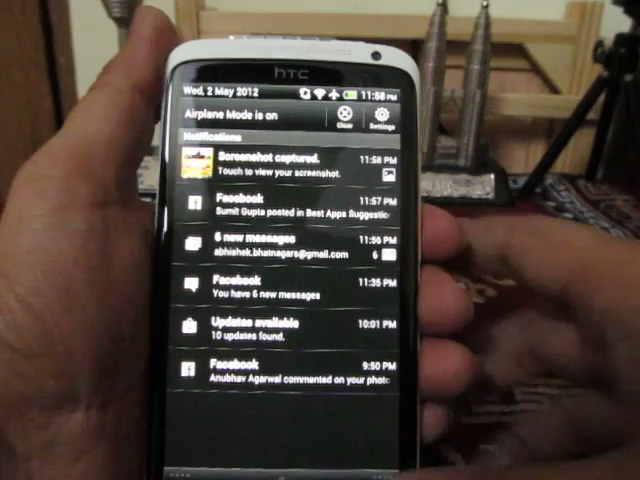 htc
Wed, 2 May 2012 11:58 PM
Airplane Mode is on Clear Settings
Notifications
Screenshot captured. 11:58 PM
Touch to view your screenshot.
Facebook 11:57 PM
Sumit Gupta posted in Best Apps Suggestio
6 new messages 11:56 PM
abhishek.bhatnagars@gmail.com 6
Facebook 11:35 PM
You have 6 new messages
Updates available 10:01 PM
10 updates found.
Facebook 9:50 PM
Anubhav Agarwal commented on your photo